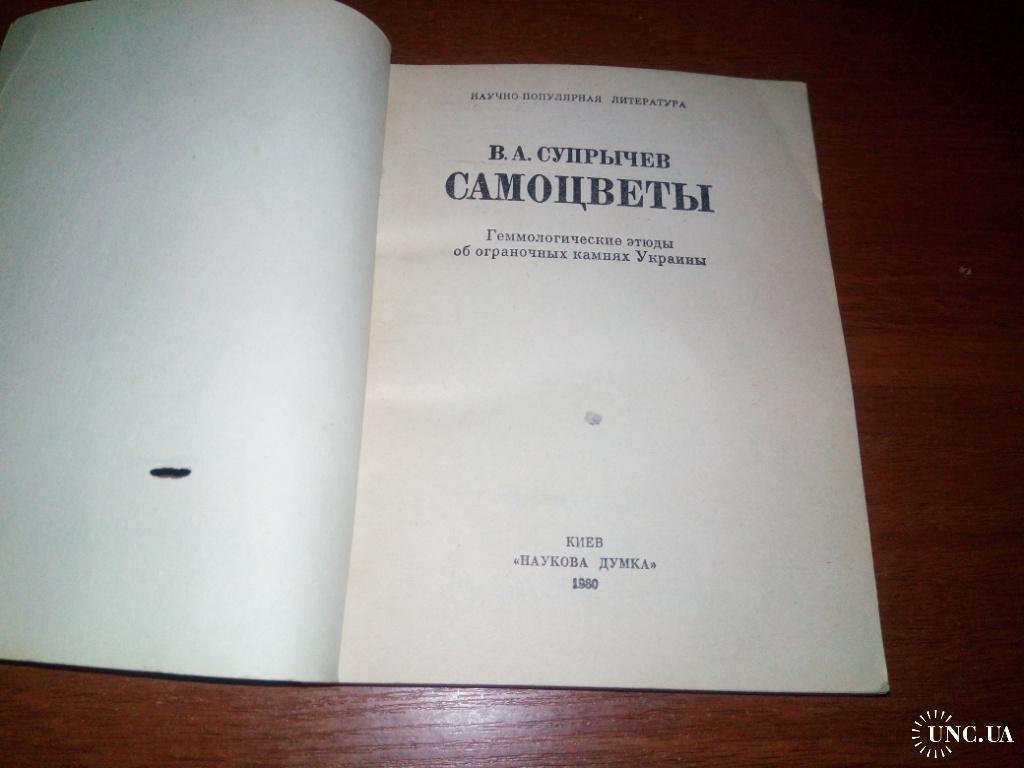 НАУЧНО-ПОПУЛЯРНАЯ ЛИТЕРАТУРА
В. А. СУПРЫЧЕВ
САМОЦВЕТЫ
Геммологические этюды
об ограночных камнях Украины
КИЕВ
«НАУКОВА ДУМКА»
1980
UNC.UA